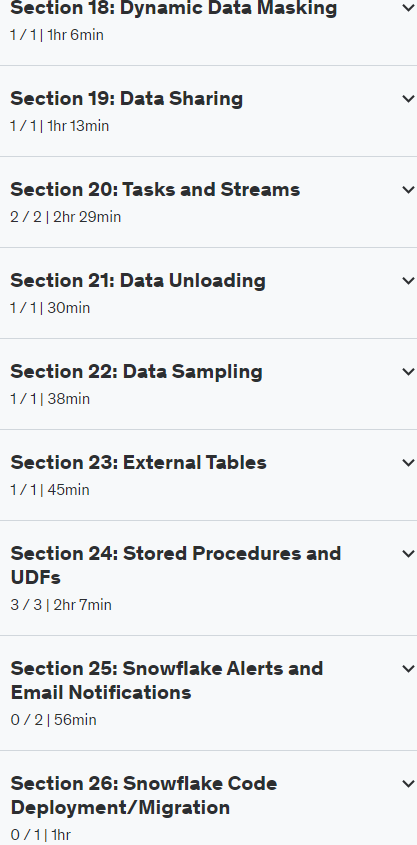 Section 18: Dynamic Data Masking
1 / 1 | 1hr 6min
Section 19: Data Sharing
1 / 1 | 1hr 13min
Section 20: Tasks and Streams
2 / 2 | 2hr 29min
Section 21: Data Unloading
1 / 1 | 30min
Section 22: Data Sampling
1 / 1 | 38min
Section 23: External Tables
1 / 1 | 45min
Section 24: Stored Procedures and
UDFs
3 / 3 | 2hr 7min
Section 25: Snowflake Alerts and
Email Notifications
0 / 2 | 56min
Section 26: Snowflake Code
Deployment/Migration
0 / 1 | 1hr